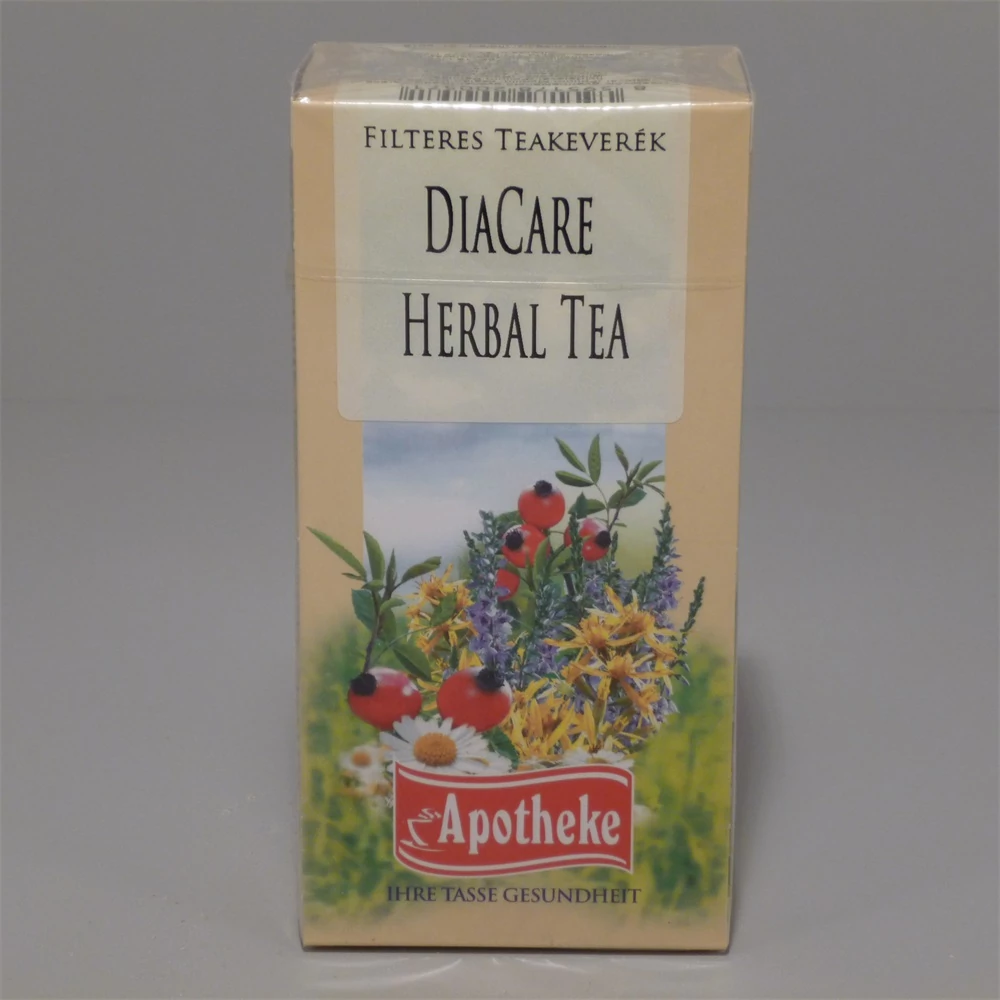 FILTERES TEAKEVERÉK
DIACARE
HERBAL TEA
Apotheke
IHRE TASSE GESUNDHEIT